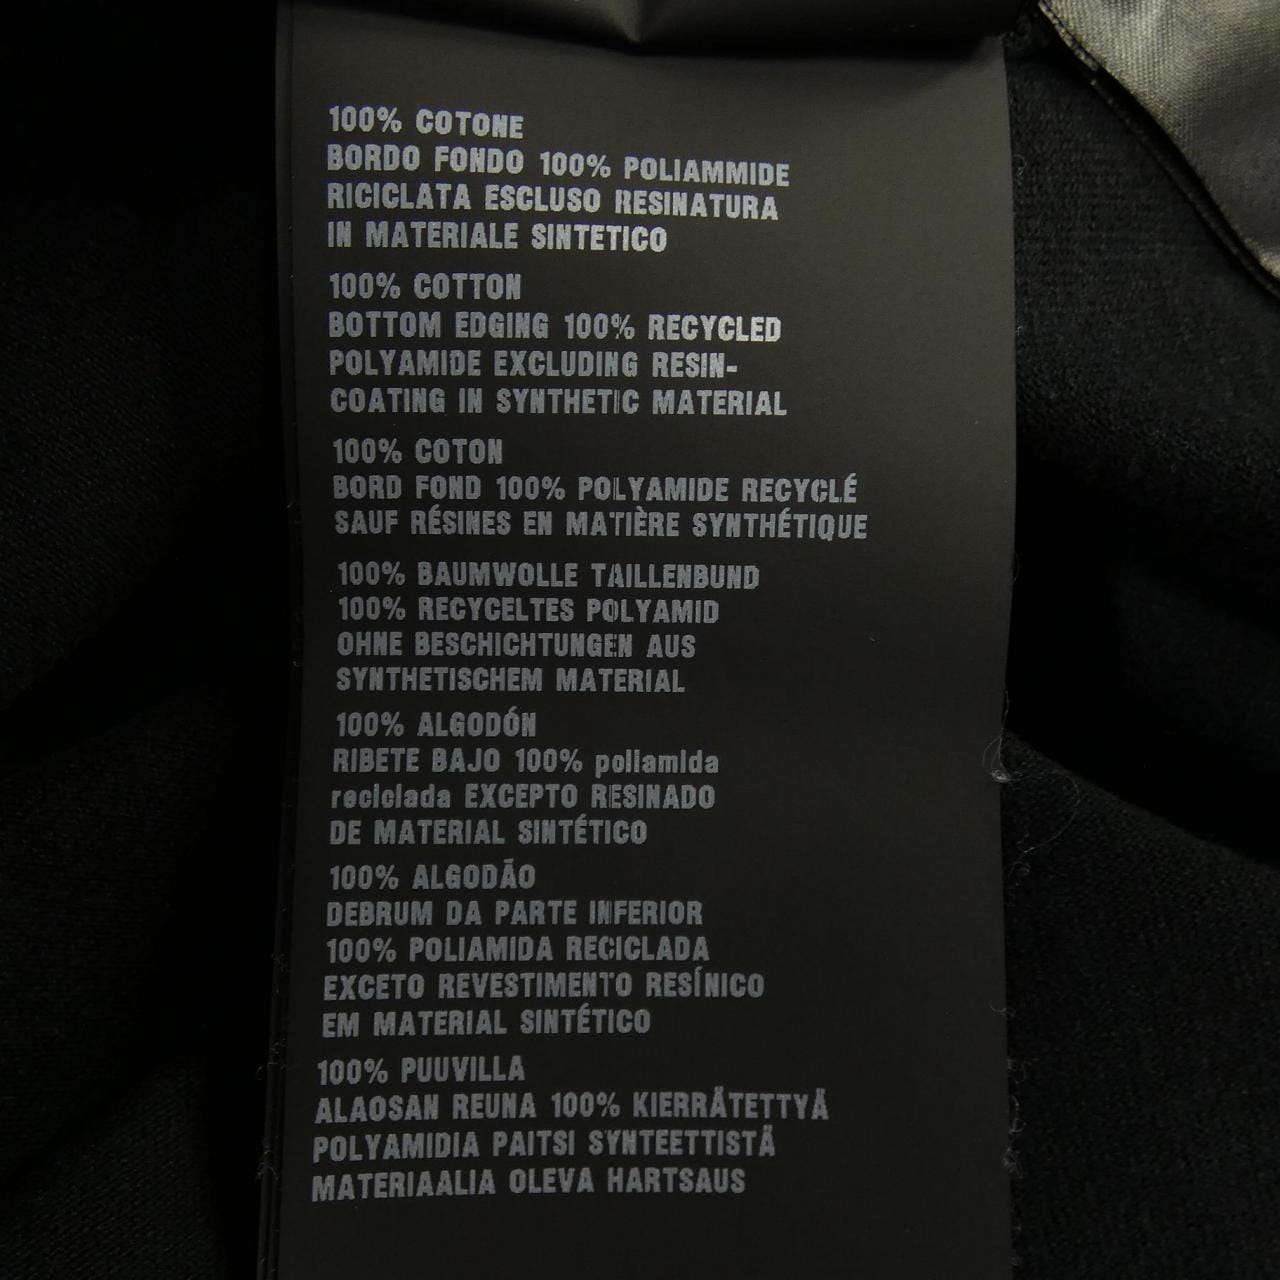 100% COTONE
BORDO FONDO 100% POLIAMMIDE
RICICLATA ESCLUSO RESINATURA
IN MATERIALE SINTETICO
100% COTTON
BOTTOM EDGING 100% RECYCLED
POLYAMIDE EXCLUDING RESIN-
COATING IN SYNTHETIC MATERIAL
100% COTON
BORD FOND 100% POLYAMIDE RECYCLÉ
SAUF RÉSINES EN MATIÈRE SYNTHÉTIQUE
100% BAUMWOLLE TAILLENBUND
100% RECYCELTES POLYAMID
OHNE BESCHICHTUNGEN AUS
SYNTHETISCHEM MATERIAL
100% ALGODÓN
RIBETE BAJO 100% poliamida
reciclada EXCEPTO RESINADO
DE MATERIAL SINTÉTICO
100% ALGODÃO
DEBRUM DA PARTE INFERIOR
100% POLIAMIDA RECICLADA
EXCETO REVESTIMENTO RESÍNICO
EM MATERIAL SINTÉTICO
100% PUUVILLA
ALAOSAN REUNA 100% KIERRÄTETTYÄ
POLYAMIDIA PAITSI SYNTEETTISTÄ
MATERIAALIA OLEVA HARTSAUS